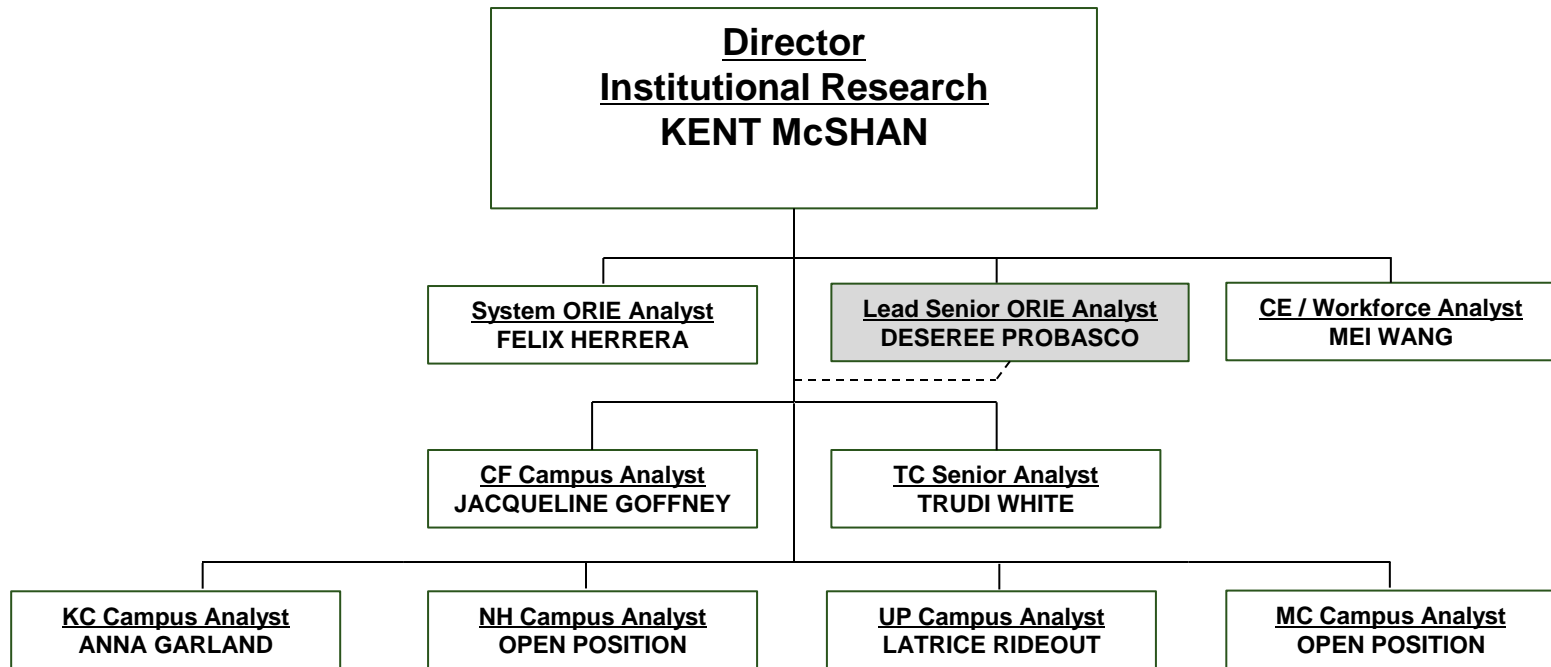 Director
Institutional Research
KENT McSHAN
System ORIE Analyst
FELIX HERRERA
Lead Senior ORIE Analyst
DESEREE PROBASCO
CE / Workforce Analyst
MEI WANG
CF Campus Analyst
JACQUELINE GOFFNEY
TC Senior Analyst
TRUDI WHITE
KC Campus Analyst
ANNA GARLAND
NH Campus Analyst
OPEN POSITION
UP Campus Analyst
LATRICE RIDEOUT
MC Campus Analyst
OPEN POSITION